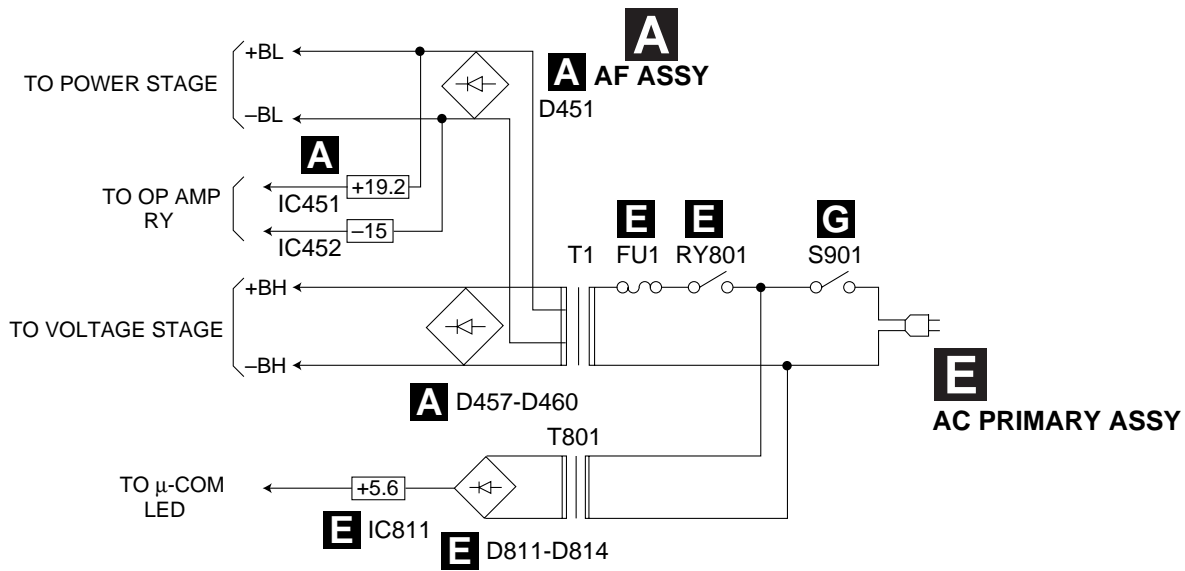 A
A AF ASSY
D451
+BL
TO POWER STAGE
–BL
A
+19.2
TO OP AMP
RY
IC451
–15
IC452
E E G
T1 FU1 RY801 S901
+BH
TO VOLTAGE STAGE
–BH
E
AC PRIMARY ASSY
A D457-D460
T801
TO μ-COM
LED
+5.6
E IC811
E D811-D814